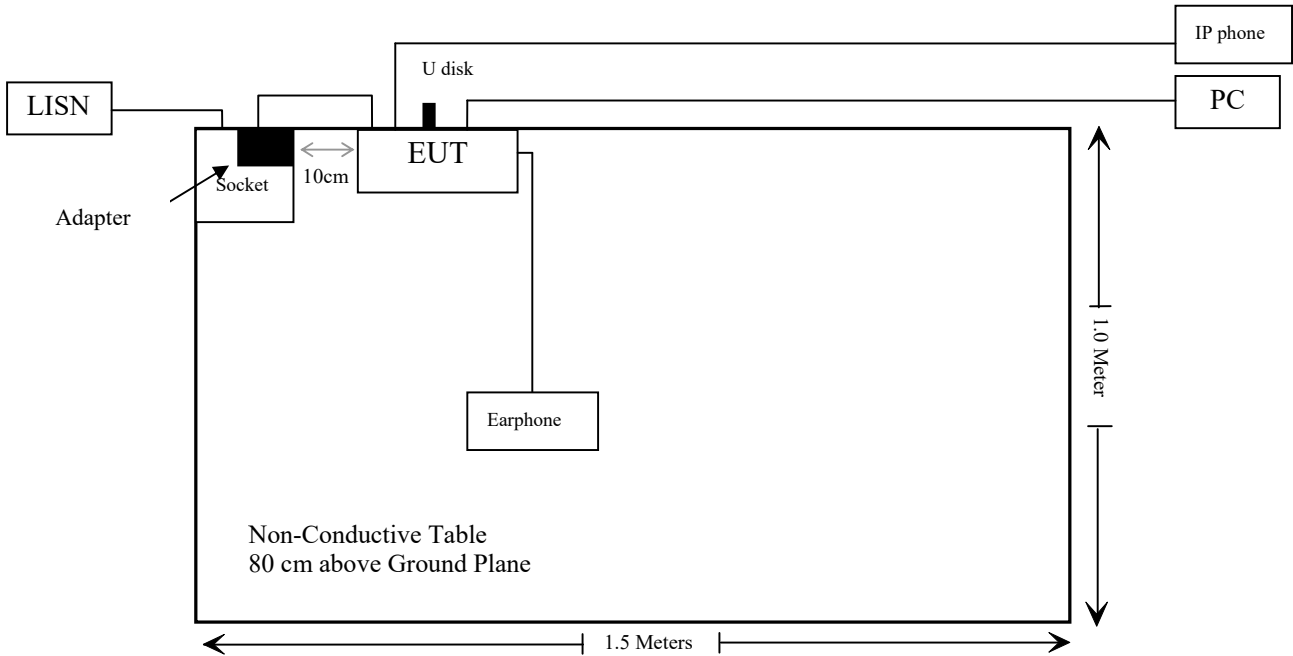 IP phone
U disk
LISN
PC
EUT
10cm
Socket
Adapter
1.0 Meter
Earphone
Non-Conductive Table
80 cm above Ground Plane
1.5 Meters